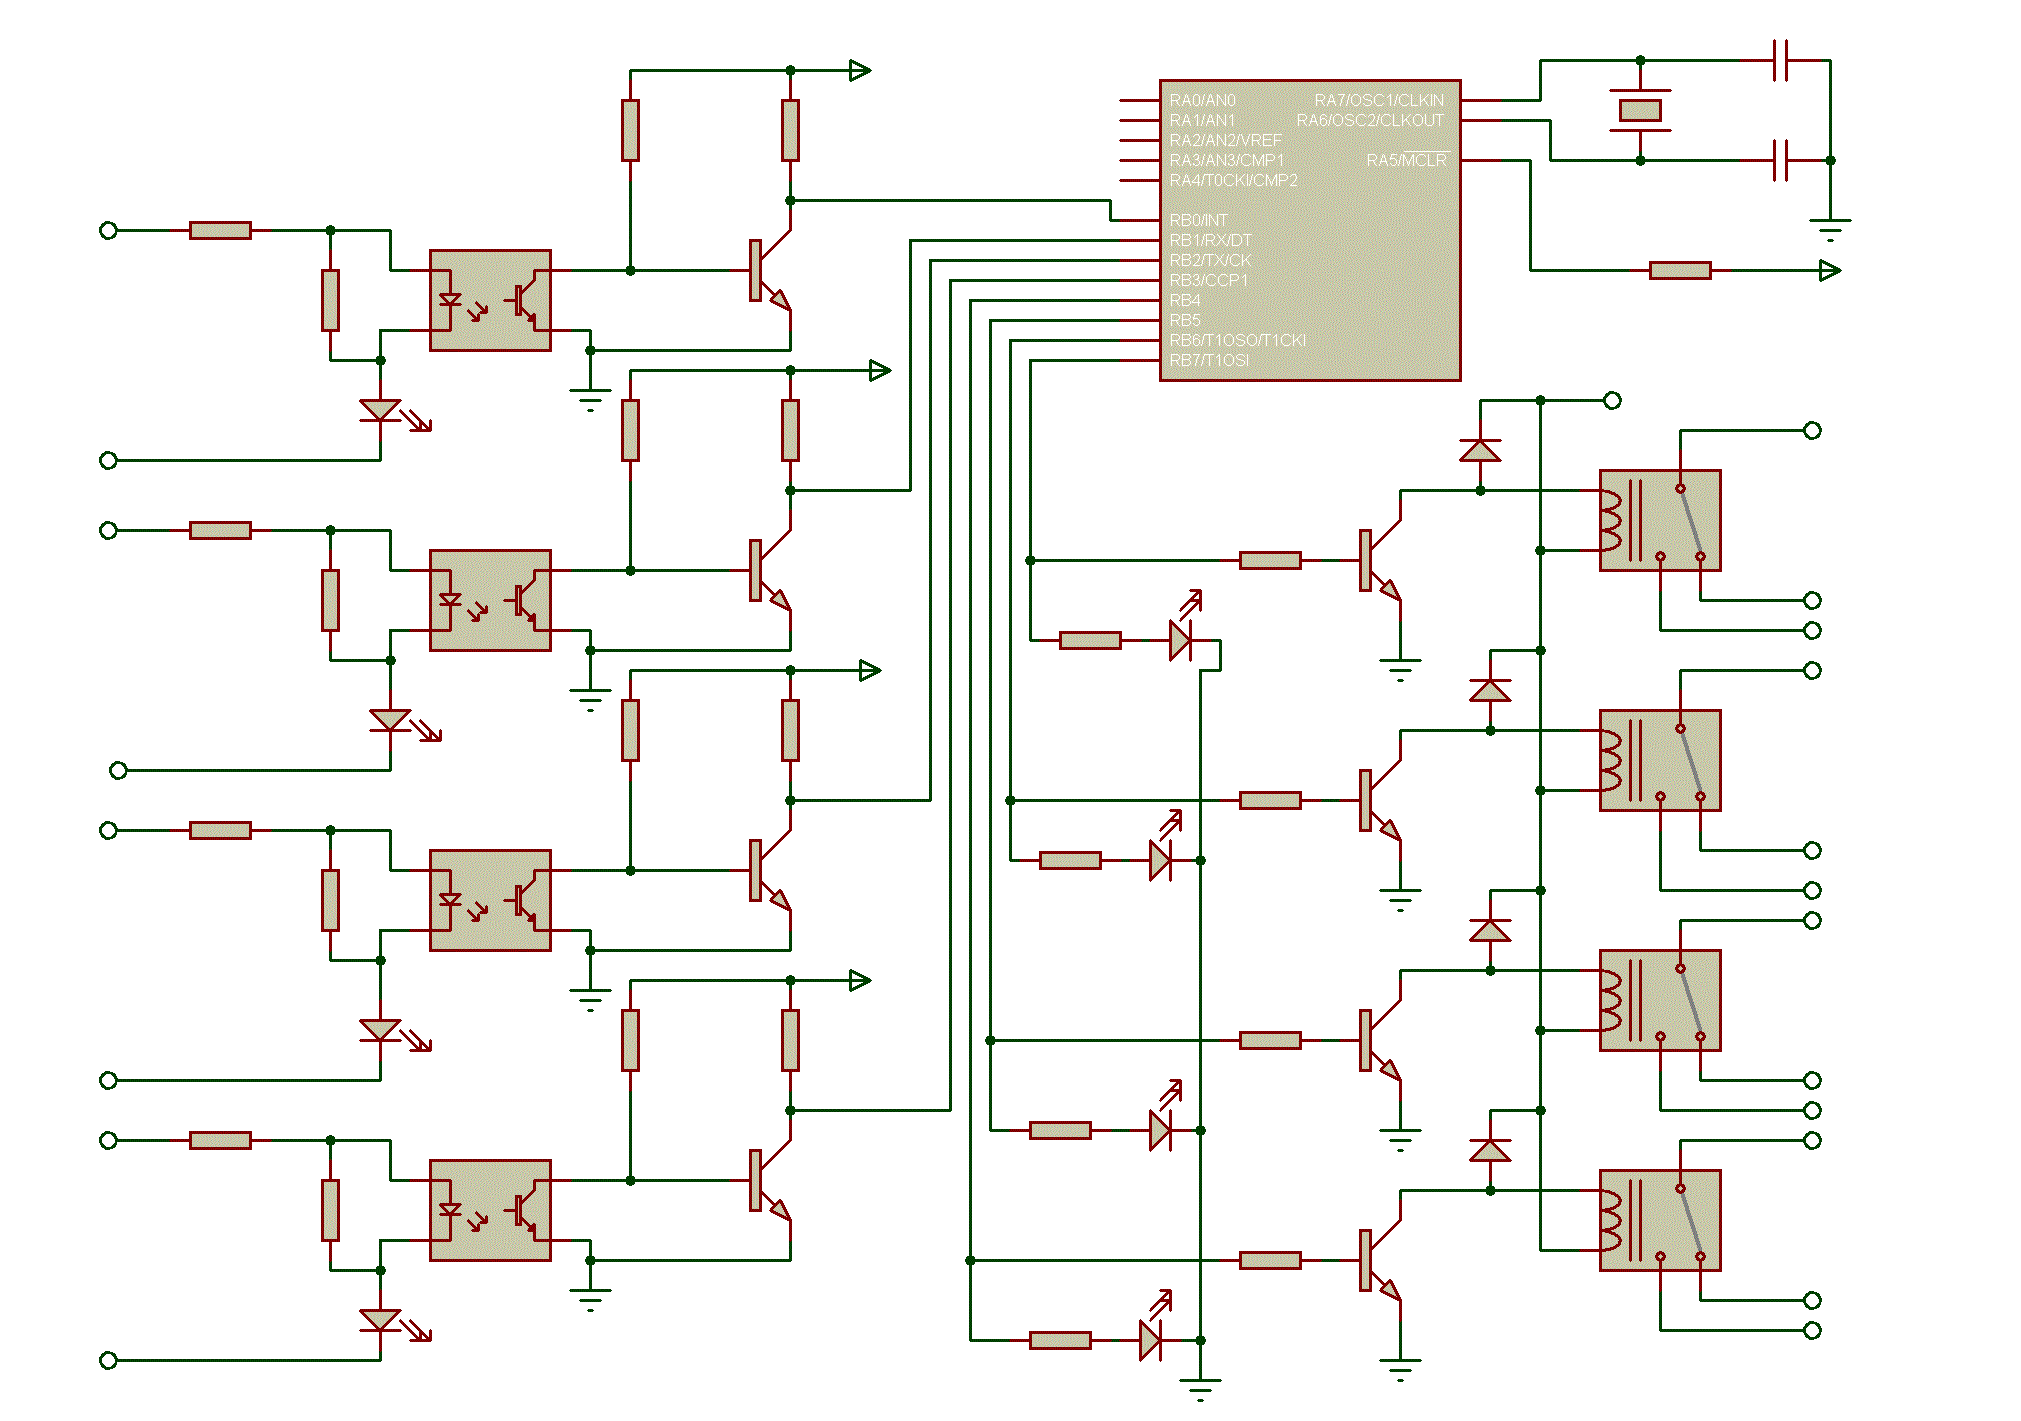 RA0/AN0
RA1/AN1
RA2/AN2/VREF
RA3/AN3/CMP1
RA4/T0CKI/CMP2
RB0/INT
RB1/RX/DT
RB2/TX/CK
RB3/CCP1
RB4
RB5
RB6/T1OSO/T1CKI
RB7/T1OSI
RA7/OSC1/CLKIN
RA6/OSC2/CLKOUT
RA5/MCLR